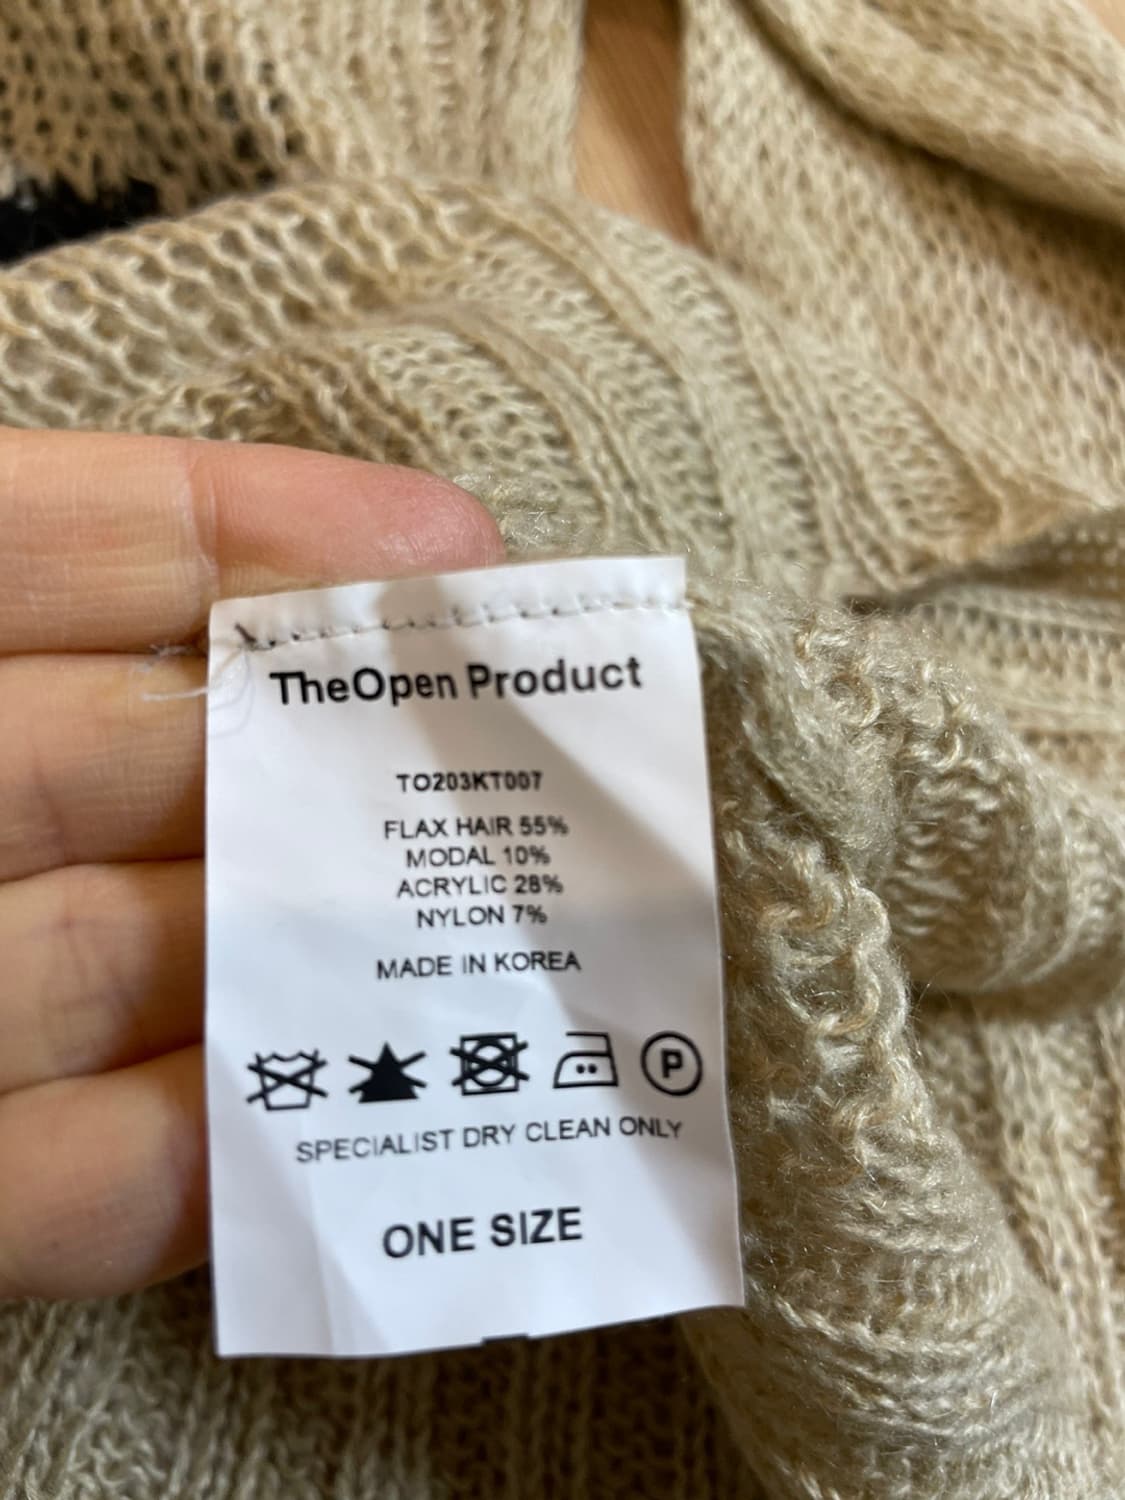 TheOpen Product
TO203KT007
FLAX HAIR 55%
MODAL 10%
ACRYLIC 28%
NYLON 7%
MADE IN KOREA
P
SPECIALIST DRY CLEAN ONLY
ONE SIZE